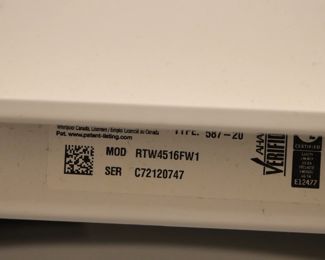 Whirlpool Canada, Licensee / Emploi Licencié au Canada
Pat. www.patent-listing.com
TYPE: 587-20
MOD RTW4516FW1
SER C72120747
AHA
VERIFI
CERTIFIED
E12477